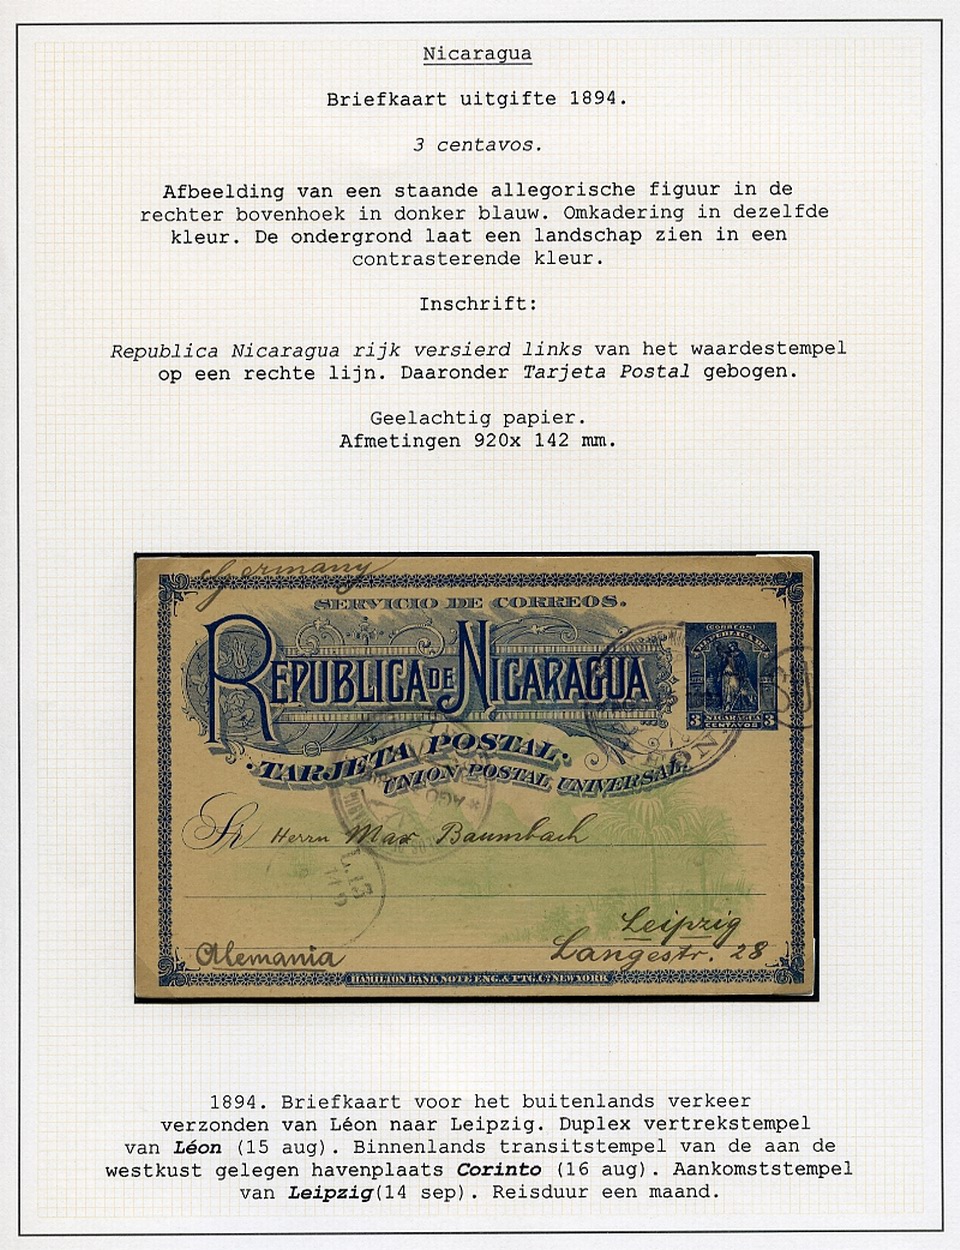 Nicaragua
Briefkaart uitgifte 1894.
3 centavos.
Afbeelding van een staande allegorische figuur in de
rechter bovenhoek in donker blauw. Omkadering in dezelfde
kleur. De ondergrond laat een landschap zien in een
contrasterende kleur.
Inschrift:
Republica Nicaragua rijk versierd links van het waardestempel
op een rechte lijn. Daaronder Tarjeta Postal gebogen.
Geelachtig papier.
Afmetingen 920x 142 mm.
Germany
SERVICIO DE CORREOS.
REPUBLICA DE NICARAGUA
CORREOS
REPUBLICA DE
3 NICARAGUA 3
CENTAVOS
TARJETA POSTAL.
UNION POSTAL UNIVERSAL.
AGO
Sr Herrn Max Baumbach
Leipzig
Alemania Langestr. 28
HAMILTON BANK NOTE ENG. & PTG. Co. NEW YORK
1894. Briefkaart voor het buitenlands verkeer
verzonden van Léon naar Leipzig. Duplex vertrekstempel
van Léon (15 aug). Binnenlands transitstempel van de aan de
westkust gelegen havenplaats Corinto (16 aug). Aankomststempel
van Leipzig(14 sep). Reisduur een maand.